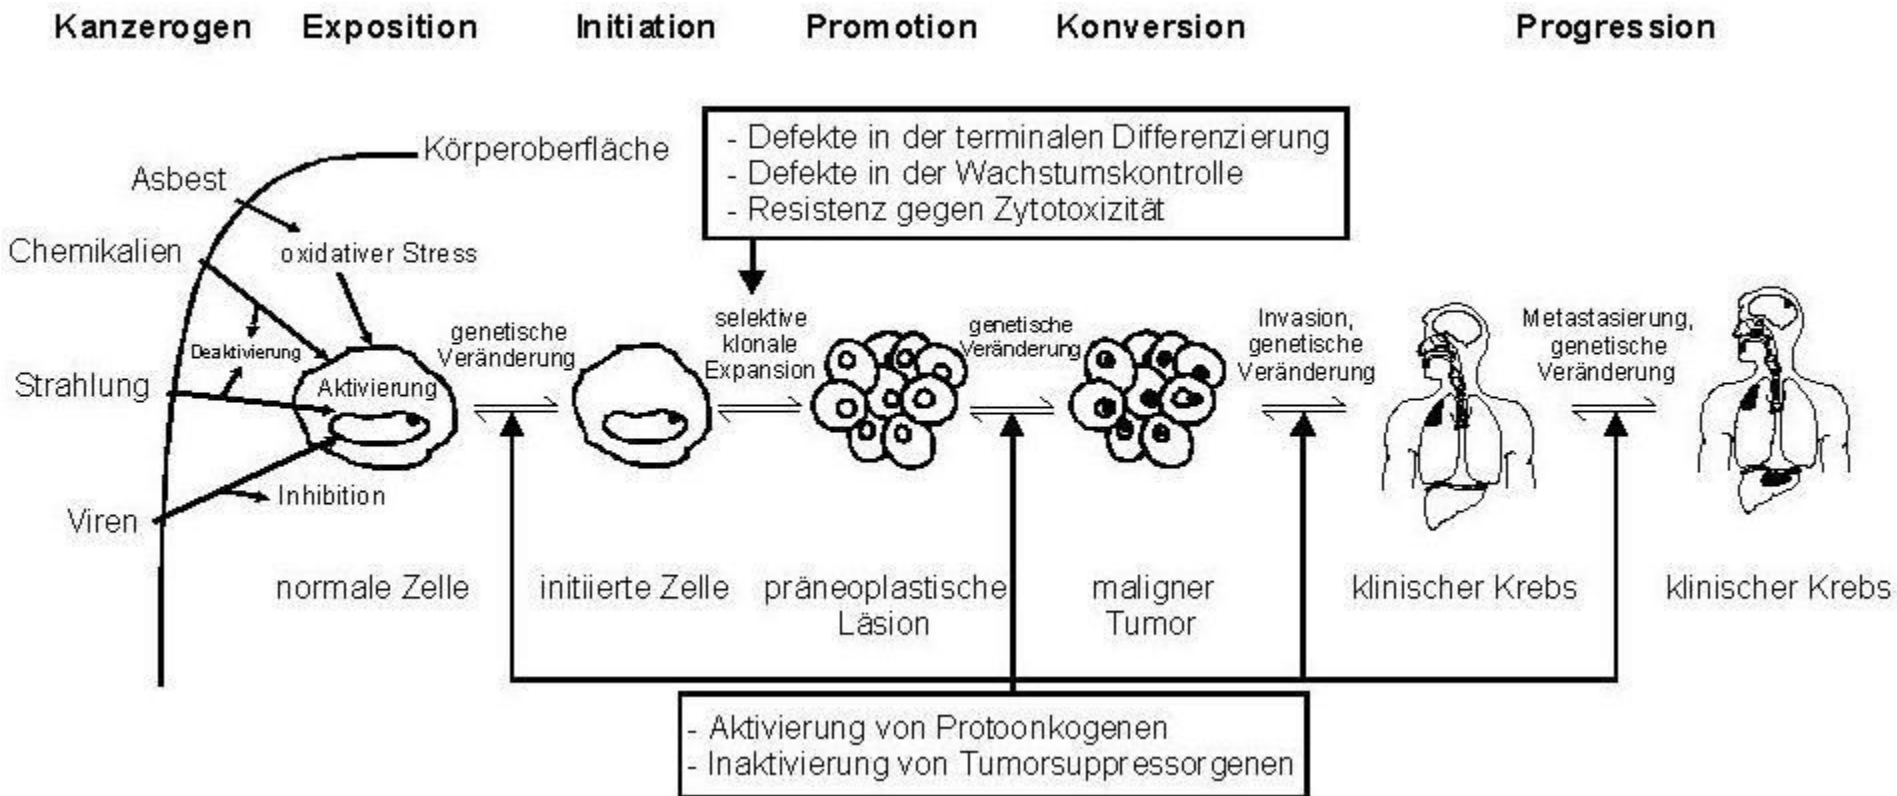 Kanzerogen Exposition Initiation Promotion Konversion Progression
Körperoberfläche
Asbest
Chemikalien
oxidativer Stress
Deaktivierung
Strahlung
Aktivierung
Inhibition
Viren
- Defekte in der terminalen Differenzierung
- Defekte in der Wachstumskontrolle
- Resistenz gegen Zytotoxizität
genetische
Veränderung
selektive
klonale
Expansion
genetische
Veränderung
Invasion,
genetische
Veränderung
Metastasierung,
genetische
Veränderung
normale Zelle
initiierte Zelle
präneoplastische
Läsion
maligner
Tumor
klinischer Krebs
klinischer Krebs
- Aktivierung von Protoonkogenen
- Inaktivierung von Tumorsuppressorgenen